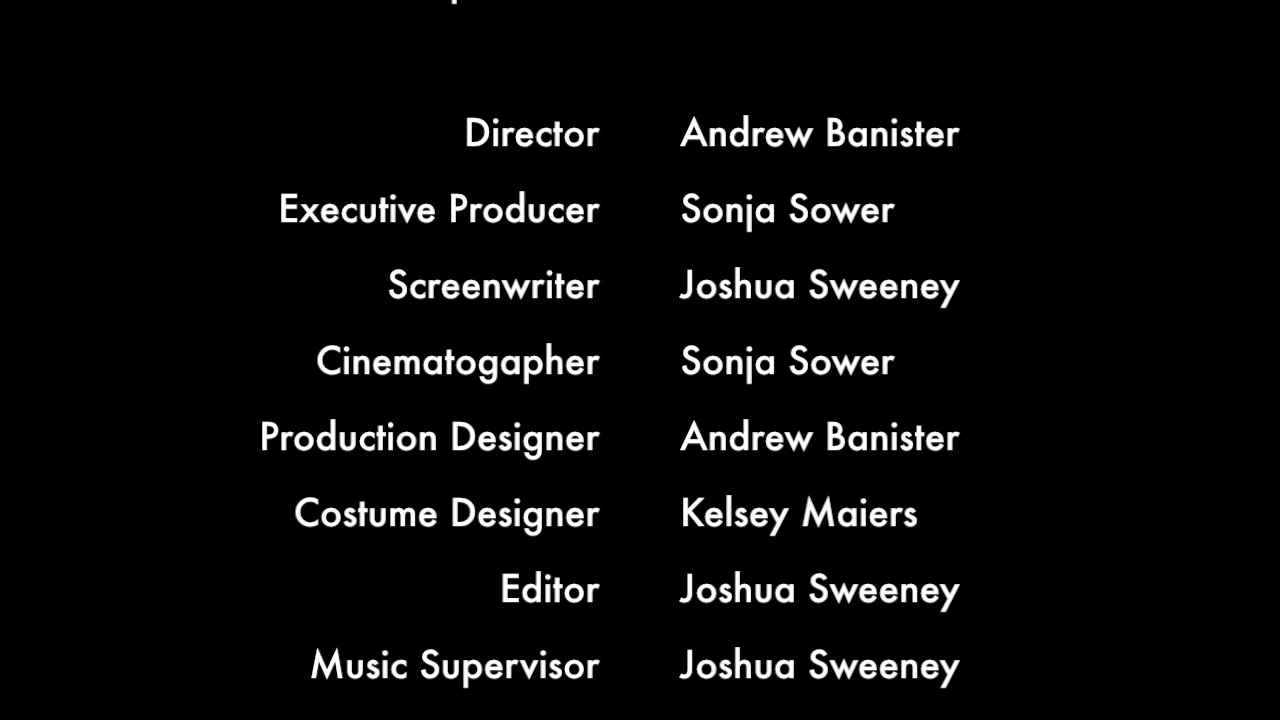 Director Andrew Banister
Executive Producer Sonja Sower
Screenwriter Joshua Sweeney
Cinematogapher Sonja Sower
Production Designer Andrew Banister
Costume Designer Kelsey Maiers
Editor Joshua Sweeney
Music Supervisor Joshua Sweeney